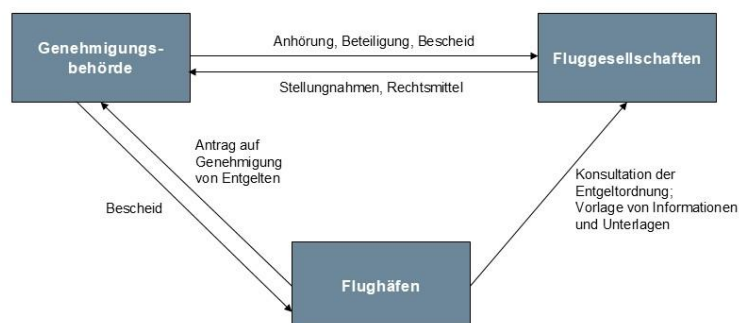 Genehmigungs-
behörde
Anhörung, Beteiligung, Bescheid
Stellungnahmen, Rechtsmittel
Fluggesellschaften
Antrag auf
Genehmigung
von Entgelten
Bescheid
Konsultation der
Entgeltordnung;
Vorlage von Informationen
und Unterlagen
Flughäfen